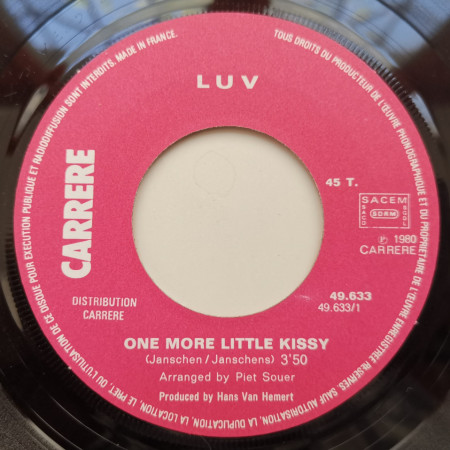 LUV
CARRERE
45 T.
SACEM
SACD
SDRM
SGDL
℗ 1980
CARRERE
DISTRIBUTION
CARRERE
49.633
49.633/1
ONE MORE LITTLE KISSY
(Janschen/Janschens) 3'50
Arranged by Piet Souer
Produced by Hans Van Hemert
TOUS DROITS DU PRODUCTEUR DE L'ŒUVRE PHONOGRAPHIQUE ET DU PROPRIETAIRE DE L'ŒUVRE ENREGISTREE RESERVES. SAUF AUTORISATION, LA DUPLICATION, LA LOCATION, LE PRET OU L'UTILISATION DE CE DISQUE POUR EXECUTION PUBLIQUE ET RADIODIFFUSION SONT INTERDITS. MADE IN FRANCE.